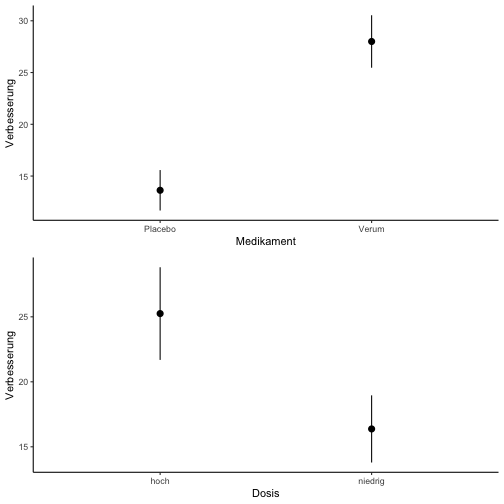 Verbesserung
30
25
20
15
Placebo
Verum
Medikament
Verbesserung
25
20
15
hoch
niedrig
Dosis